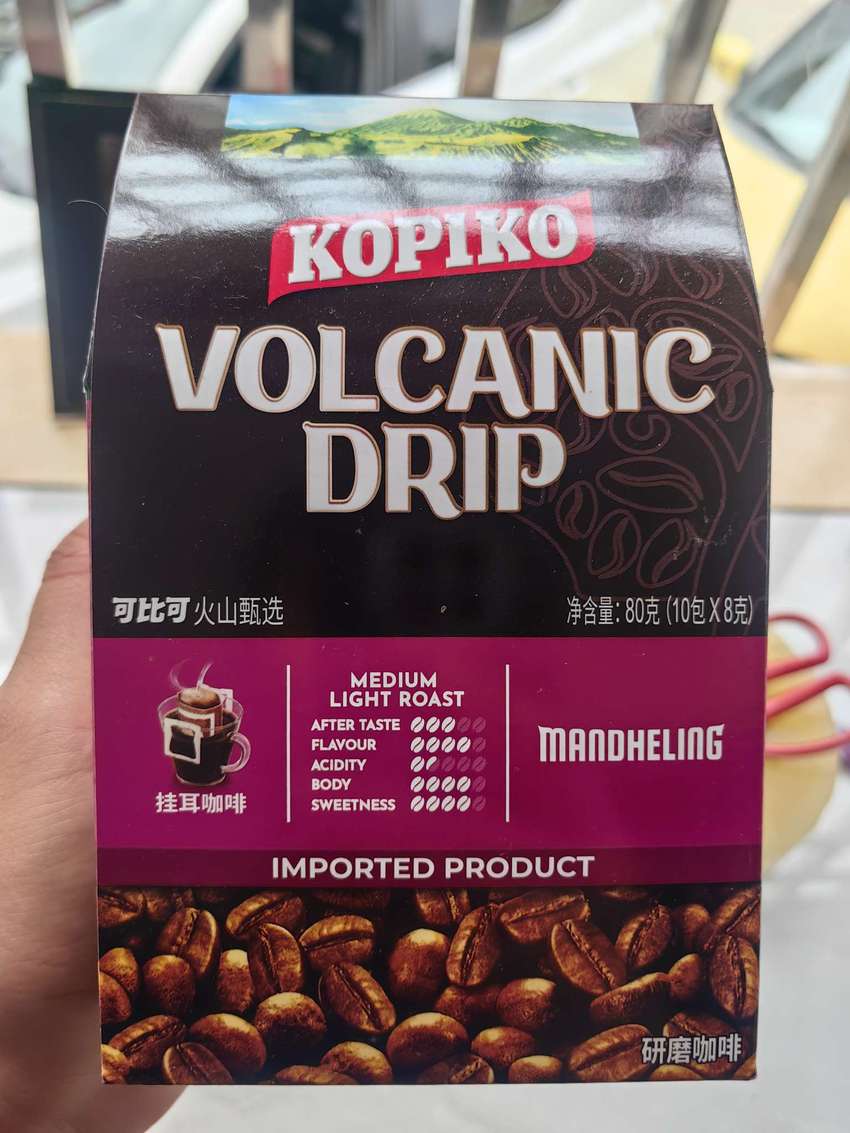 KOPIKO
VOLCANIC
DRIP
可比可 火山甄选
净含量: 80克 (10包 X 8克)
挂耳咖啡
MEDIUM
LIGHT ROAST
AFTER TASTE
FLAVOUR
ACIDITY
BODY
SWEETNESS
MANDHELING
IMPORTED PRODUCT
研磨咖啡